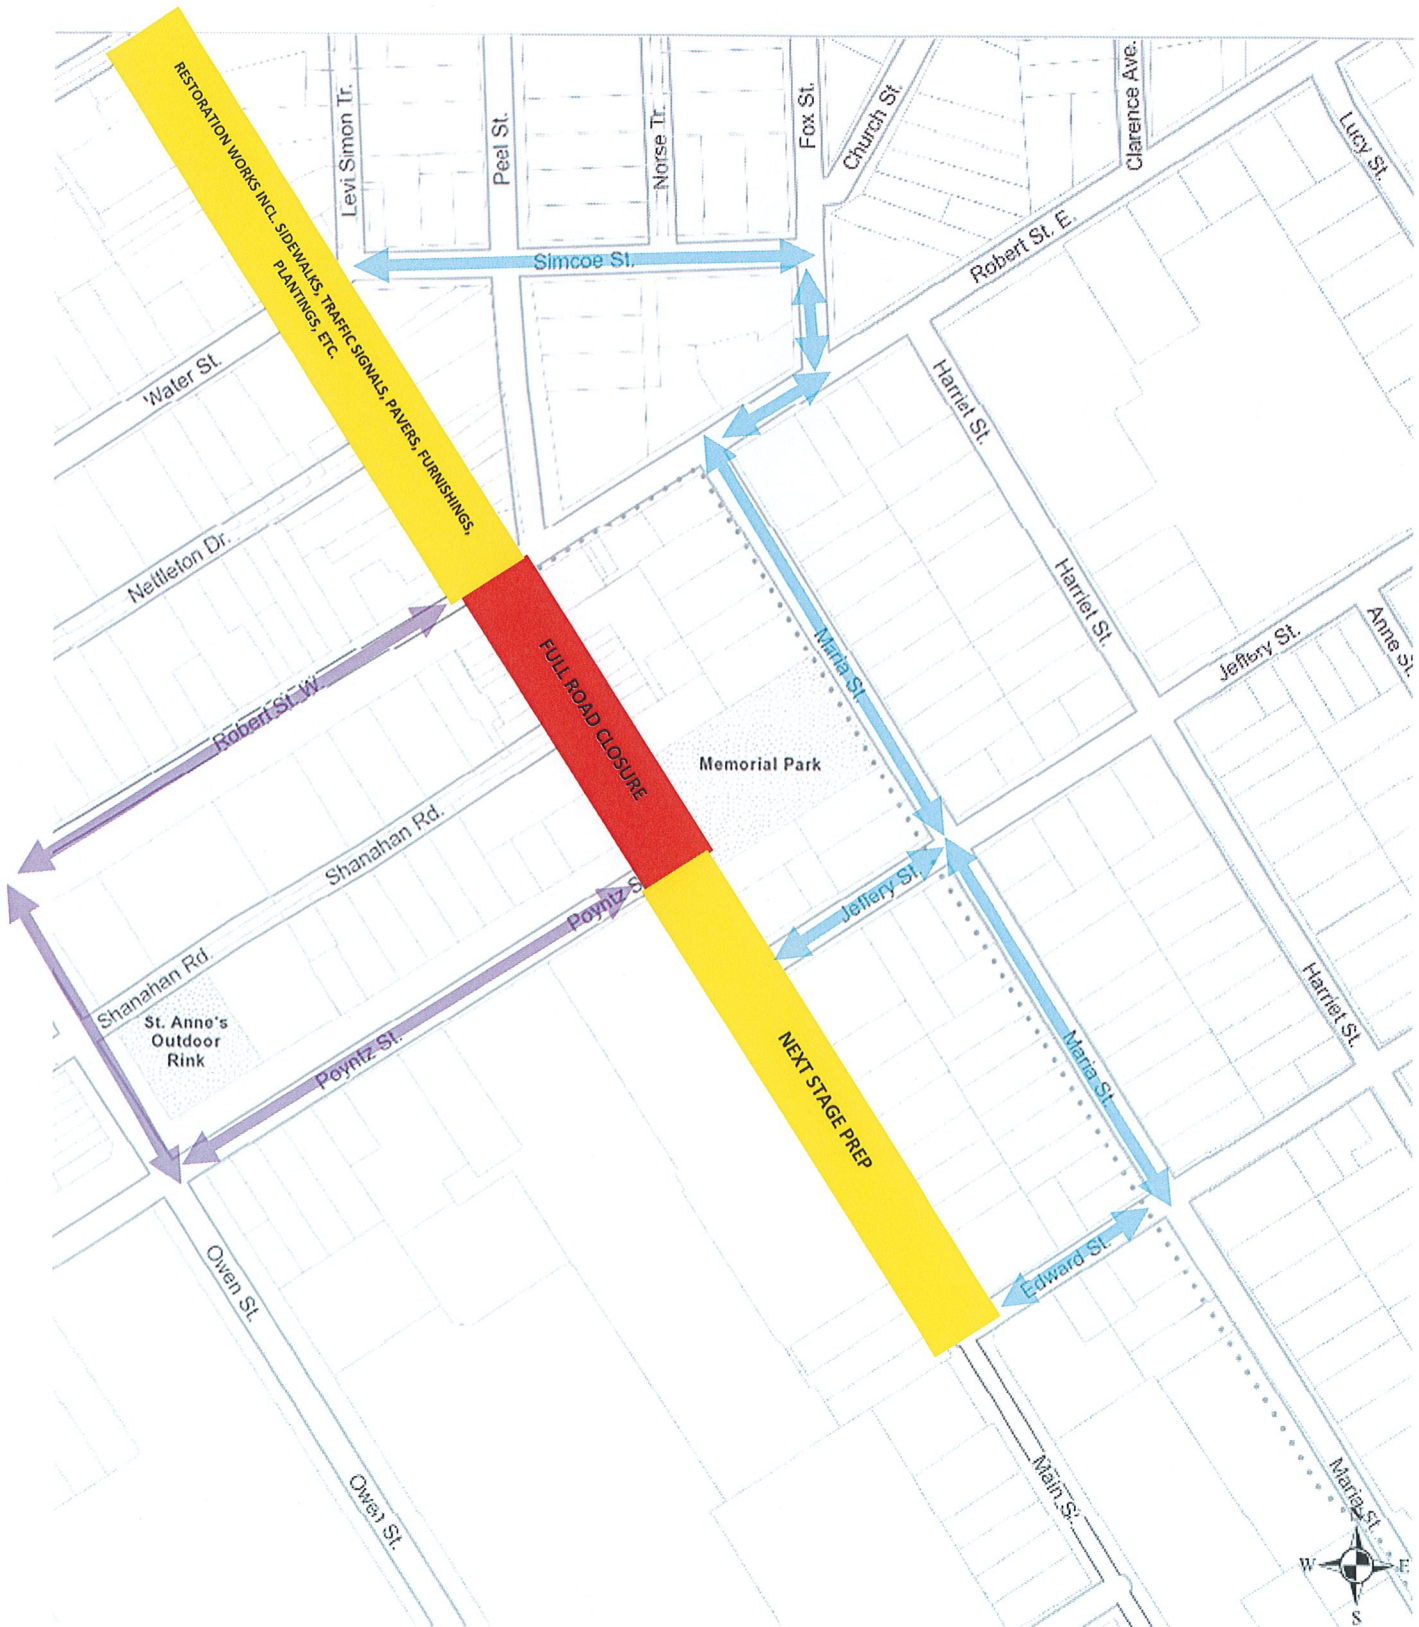 RESTORATION WORKS INCL. SIDEWALKS, TRAFFIC SIGNALS, PAVERS, FURNISHINGS,
PLANTINGS, ETC.
Levi Simon Tr.
Peel St.
Norse Tr.
Fox St.
Church St.
Clarence Ave.
Lucy St.
Simcoe St.
Robert St. E.
Water St.
Harriet St.
Nettleton Dr.
Harriet St.
Jeffery St.
Anne St.
Maria St.
FULL ROAD CLOSURE
Robert St. W.
Memorial Park
Shanahan Rd.
Jeffery St.
Poyntz S
Shanahan Rd.
St. Anne's
Outdoor
Rink
Poyntz St.
NEXT STAGE PREP
Maria St.
Harriet St.
Owen St.
Edward St.
Owen St.
Main St.
Maria St.
N
W
E
S